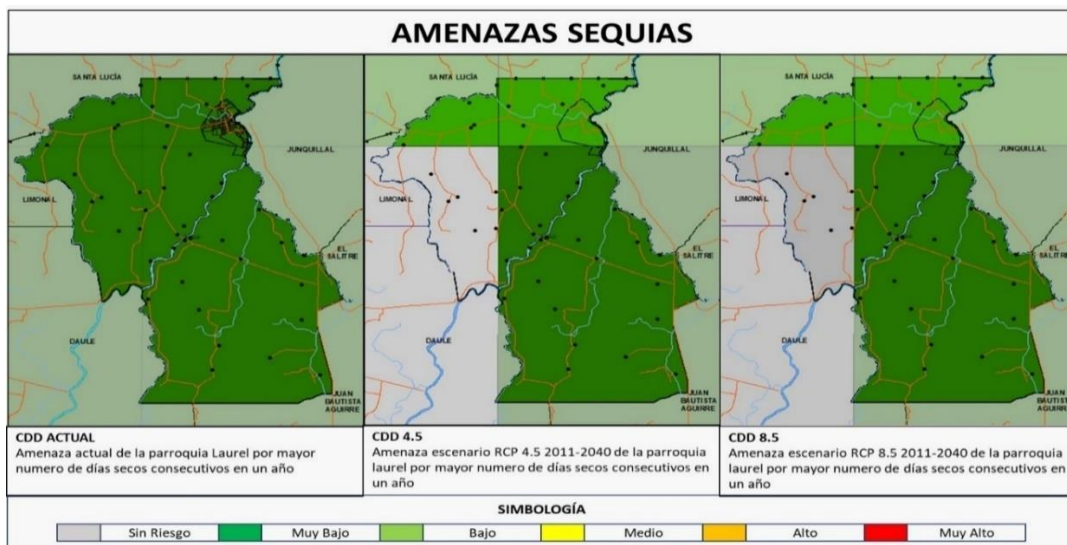 AMENAZAS SEQUIAS
SANTA LUCÍA
JUNQUILLAL
LIMONAL
EL
SALITRE
DAULE
JUAN
BAUTISTA
AGUIRRE
SANTA LUCÍA
JUNQUILLAL
LIMONAL
EL
SALITRE
DAULE
JUAN
BAUTISTA
AGUIRRE
SANTA LUCÍA
JUNQUILLAL
LIMONAL
EL
SALITRE
DAULE
JUAN
BAUTISTA
AGUIRRE
CDD ACTUAL
Amenaza actual de la parroquia Laurel por mayor
numero de días secos consecutivos en un año
CDD 4.5
Amenaza escenario RCP 4.5 2011-2040 de la parroquia
laurel por mayor numero de días secos consecutivos en
un año
CDD 8.5
Amenaza escenario RCP 8.5 2011-2040 de la parroquia
laurel por mayor numero de días secos consecutivos en
un año
SIMBOLOGÍA
Sin Riesgo Muy Bajo Bajo Medio Alto Muy Alto